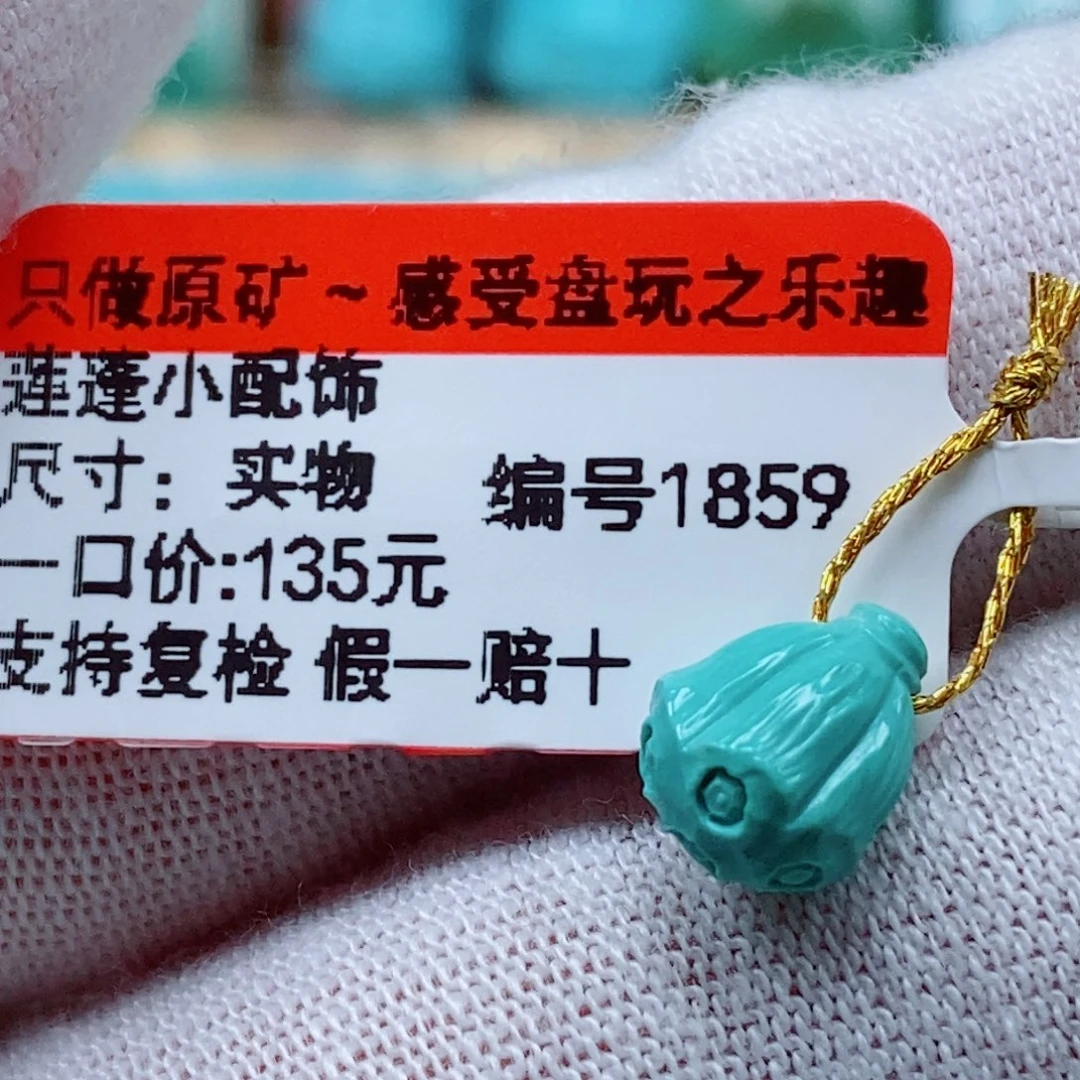 只做原矿~感受盘玩之乐趣
莲蓬小配饰
尺寸：实物 编号1859
一口价:135元
支持复检 假一赔十